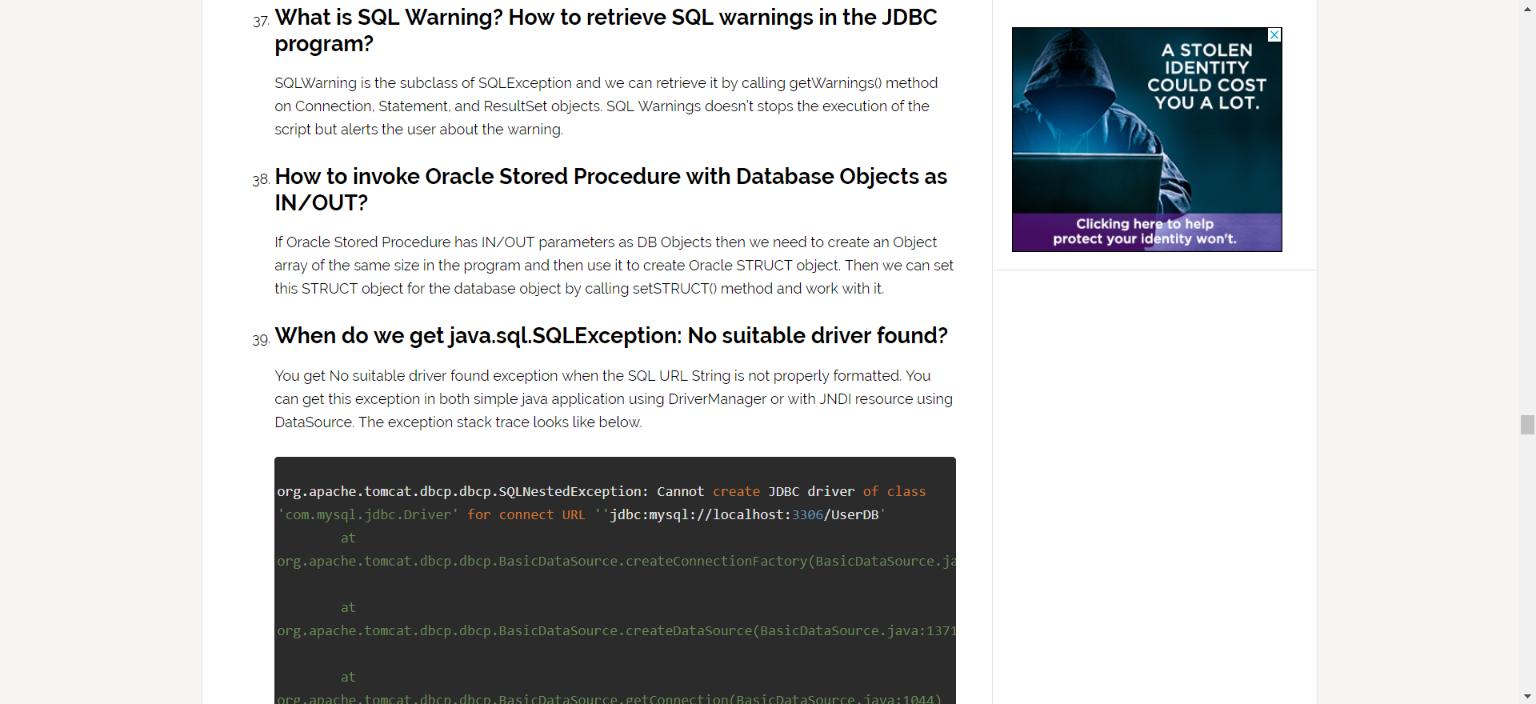 37. What is SQL Warning? How to retrieve SQL warnings in the JDBC
program?
SQLWarning is the subclass of SQLException and we can retrieve it by calling getWarnings() method
on Connection, Statement, and ResultSet objects. SQL Warnings doesn't stops the execution of the
script but alerts the user about the warning.
38. How to invoke Oracle Stored Procedure with Database Objects as
IN/OUT?
If Oracle Stored Procedure has IN/OUT parameters as DB Objects then we need to create an Object
array of the same size in the program and then use it to create Oracle STRUCT object. Then we can set
this STRUCT object for the database object by calling setSTRUCT() method and work with it.
39. When do we get java.sql.SQLException: No suitable driver found?
You get No suitable driver found exception when the SQL URL String is not properly formatted. You
can get this exception in both simple java application using DriverManager or with JNDI resource using
DataSource. The exception stack trace looks like below.
org.apache.tomcat.dbcp.dbcp.SQLNestedException: Cannot create JDBC driver of class
'com.mysql.jdbc.Driver' for connect URL ''jdbc:mysql://localhost:3306/UserDB'
at
org.apache.tomcat.dbcp.dbcp.BasicDataSource.createConnectionFactory(BasicDataSource.ja
at
org.apache.tomcat.dbcp.dbcp.BasicDataSource.createDataSource(BasicDataSource.java:1371
at
org.apache.tomcat.dbcp.dbcp.BasicDataSource.getConnection(BasicDataSource.java:1044)
A STOLEN
IDENTITY
COULD COST
YOU A LOT.
Clicking here to help
protect your identity won't.